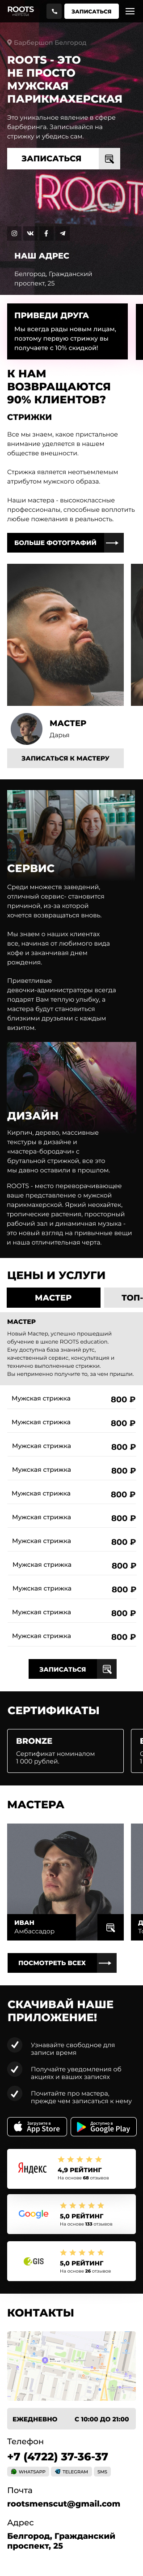 ROOTS
ЗАПИСАТЬСЯ
Барбершоп Белгород
ROOTS - ЭТО
НЕ ПРОСТО
МУЖСКАЯ
ПАРИКМАХЕРСКАЯ
Это уникальное явление в сфере
барберинга. Записывайся на
стрижку и убедись сам.
ЗАПИСАТЬСЯ
НАШ АДРЕС
Белгород, Гражданский
проспект, 25
ПРИВЕДИ ДРУГА
Мы всегда рады новым лицам,
поэтому первую стрижку вы
получаете с 10% скидкой!
К НАМ
ВОЗВРАЩАЮТСЯ
90% КЛИЕНТОВ?
СТРИЖКИ
Все мы знаем, какое пристальное
внимание уделяется в нашем
обществе внешности.
Стрижка является неотъемлемым
атрибутом мужского образа.
Наши мастера - высококлассные
профессионалы, способные воплотить
любые пожелания в реальность.
БОЛЬШЕ ФОТОГРАФИЙ
МАСТЕР
Дарья
ЗАПИСАТЬСЯ К МАСТЕРУ
СЕРВИС
Среди множеств заведений,
отличный сервис- становится
причиной, из-за которой
хочется возвращаться вновь.
Мы знаем о наших клиентах
все, начиная от любимого вида
кофе и заканчивая днем
рождения.
Приветливые
девочки-администраторы всегда
подарят Вам теплую улыбку, а
мастера будут становиться
близкими друзьями с каждым
визитом.
ДИЗАЙН
Кирпич, дерево, массивные
текстуры в дизайне и
«мастера-бородачи» с
брутальной стрижкой, все это
мы давно оставили в прошлом.
ROOTS - место переворачивающее
ваше представление о мужской
парикмахерской. Яркий неохайтек,
тропические растения, просторный
рабочий зал и динамичная музыка -
это новый взгляд на привычные вещи
и наша отличительная черта.
ЦЕНЫ И УСЛУГИ
МАСТЕР
ТОП-
МАСТЕР
Новый Мастер, успешно прошедший
обучение в школе ROOTS education.
Ему доступна база знаний рутс,
качественный сервис, консультация и
технично выполненные стрижки.
Вы непременно получите то, за чем пришли.
Мужская стрижка 800 ₽
Мужская стрижка 800 ₽
Мужская стрижка 800 ₽
Мужская стрижка 800 ₽
Мужская стрижка 800 ₽
Мужская стрижка 800 ₽
Мужская стрижка 800 ₽
Мужская стрижка 800 ₽
Мужская стрижка 800 ₽
Мужская стрижка 800 ₽
Мужская стрижка 800 ₽
ЗАПИСАТЬСЯ
СЕРТИФИКАТЫ
BRONZE
Сертификат номиналом
1 000 рублей.
МАСТЕРА
ИВАН
Амбассадор
ПОСМОТРЕТЬ ВСЕХ
СКАЧИВАЙ НАШЕ
ПРИЛОЖЕНИЕ!
Узнавайте свободное для
записи время
Получайте уведомления об
акциях и ваших записях
Почитайте про мастера,
прежде чем записаться к нему
Загрузите в
App Store
Доступно в
Google Play
Яндекс
4,9 РЕЙТИНГ
На основе 68 отзывов
Google
5,0 РЕЙТИНГ
На основе 133 отзывов
2GIS
5,0 РЕЙТИНГ
На основе 26 отзывов
КОНТАКТЫ
ЕЖЕДНЕВНО С 10:00 ДО 21:00
Телефон
+7 (4722) 37-36-37
WHATSAPP TELEGRAM SMS
Почта
rootsmenscut@gmail.com
Адрес
Белгород, Гражданский
проспект, 25